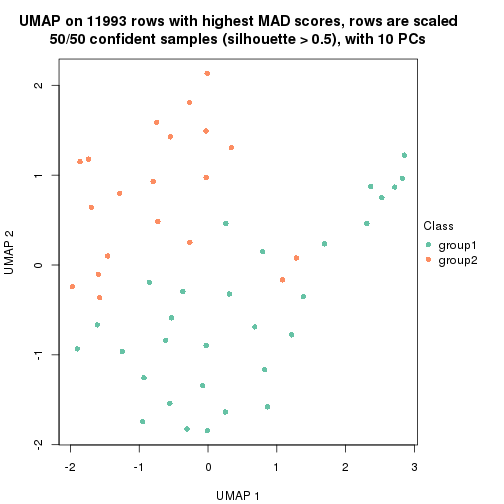 UMAP on 11993 rows with highest MAD scores, rows are scaled
50/50 confident samples (silhouette > 0.5), with 10 PCs
UMAP 2
2
1
0
-1
-2
-2
-1
0
1
2
3
UMAP 1
Class
group1
group2